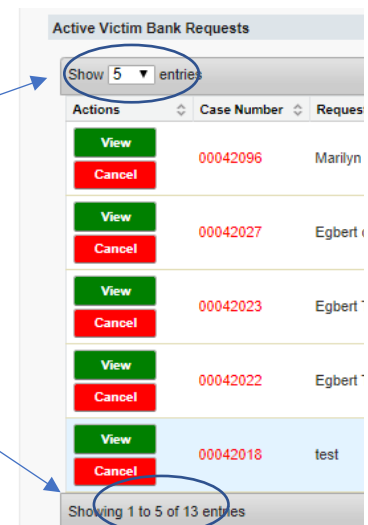 Active Victim Bank Requests
Show 5 entries
Actions Case Number
View
Cancel
00042096 Marilyn
View
Cancel
00042027 Egbert
View
Cancel
00042023 Egbert
View
Cancel
00042022 Egbert
View
Cancel
00042018 test
Showing 1 to 5 of 13 entries